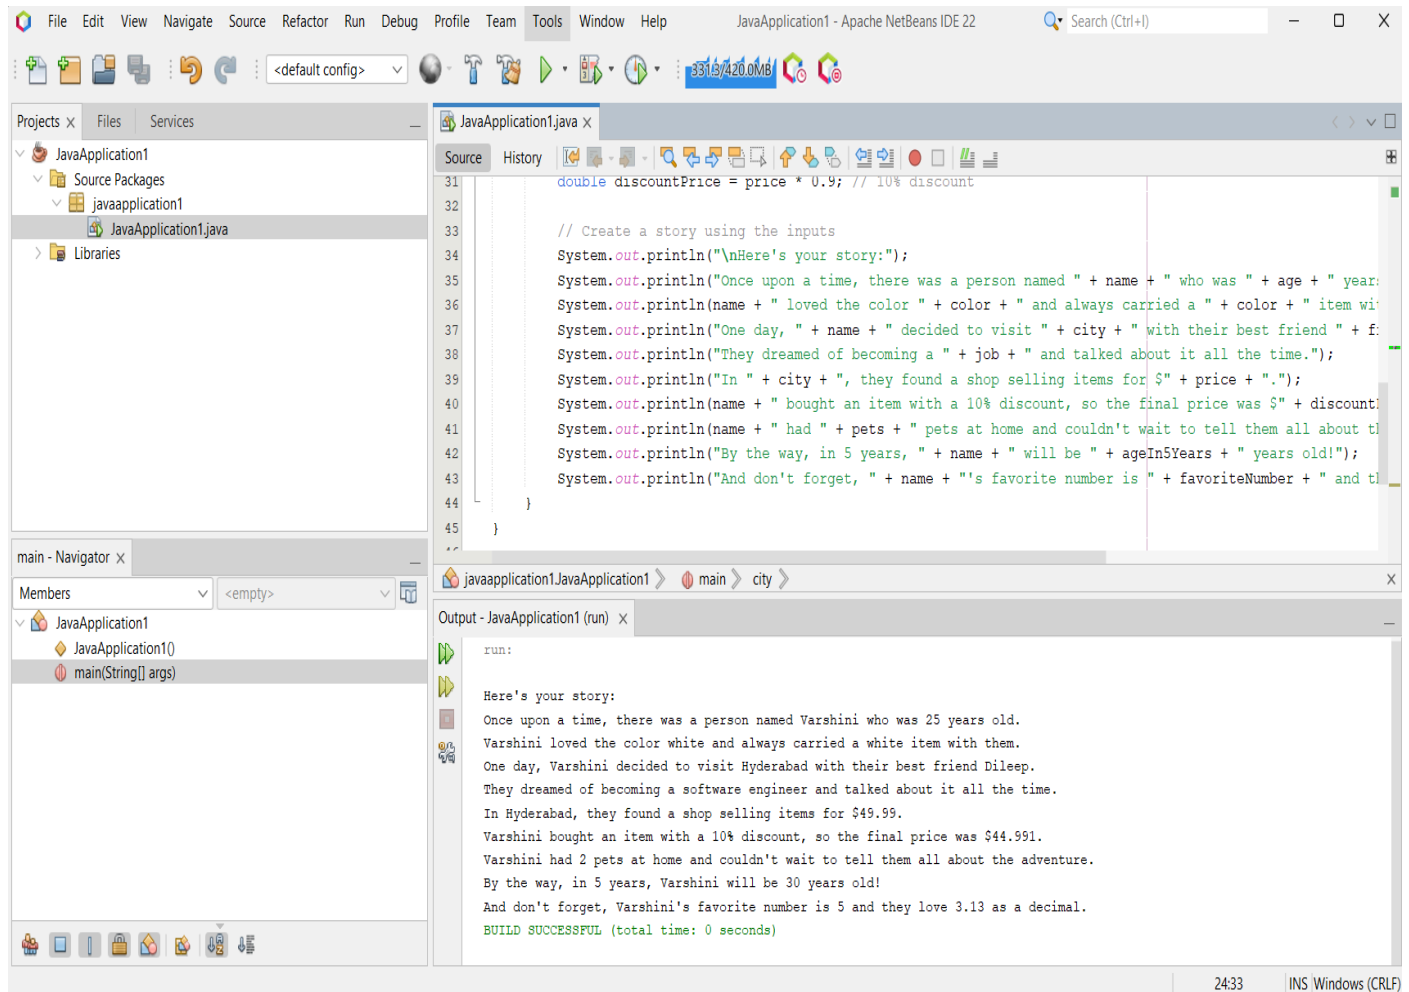 File Edit View Navigate Source Refactor Run Debug Profile Team Tools Window Help JavaApplication1 - Apache NetBeans IDE 22 Search (Ctrl+I)
<default config> 331.3/420.0MB
Projects Files Services
JavaApplication1
Source Packages
javaapplication1
JavaApplication1.java
Libraries
main - Navigator
Members <empty>
JavaApplication1
JavaApplication1()
main(String[] args)
JavaApplication1.java
Source History
31 double discountPrice = price * 0.9; // 10% discount
32
33 // Create a story using the inputs
34 System.out.println("\nHere's your story:");
35 System.out.println("Once upon a time, there was a person named " + name + " who was " + age + " years
36 System.out.println(name + " loved the color " + color + " and always carried a " + color + " item wi
37 System.out.println("One day, " + name + " decided to visit " + city + " with their best friend " + f
38 System.out.println("They dreamed of becoming a " + job + " and talked about it all the time.");
39 System.out.println("In " + city + ", they found a shop selling items for $" + price + ".");
40 System.out.println(name + " bought an item with a 10% discount, so the final price was $" + discount
41 System.out.println(name + " had " + pets + " pets at home and couldn't wait to tell them all about t
42 System.out.println("By the way, in 5 years, " + name + " will be " + ageIn5Years + " years old!");
43 System.out.println("And don't forget, " + name + "'s favorite number is " + favoriteNumber + " and t
44 }
45 }
javaapplication1.JavaApplication1 main city
Output - JavaApplication1 (run)
run:
Here's your story:
Once upon a time, there was a person named Varshini who was 25 years old.
Varshini loved the color white and always carried a white item with them.
One day, Varshini decided to visit Hyderabad with their best friend Dileep.
They dreamed of becoming a software engineer and talked about it all the time.
In Hyderabad, they found a shop selling items for $49.99.
Varshini bought an item with a 10% discount, so the final price was $44.991.
Varshini had 2 pets at home and couldn't wait to tell them all about the adventure.
By the way, in 5 years, Varshini will be 30 years old!
And don't forget, Varshini's favorite number is 5 and they love 3.13 as a decimal.
BUILD SUCCESSFUL (total time: 0 seconds)
24:33 INS Windows (CRLF)